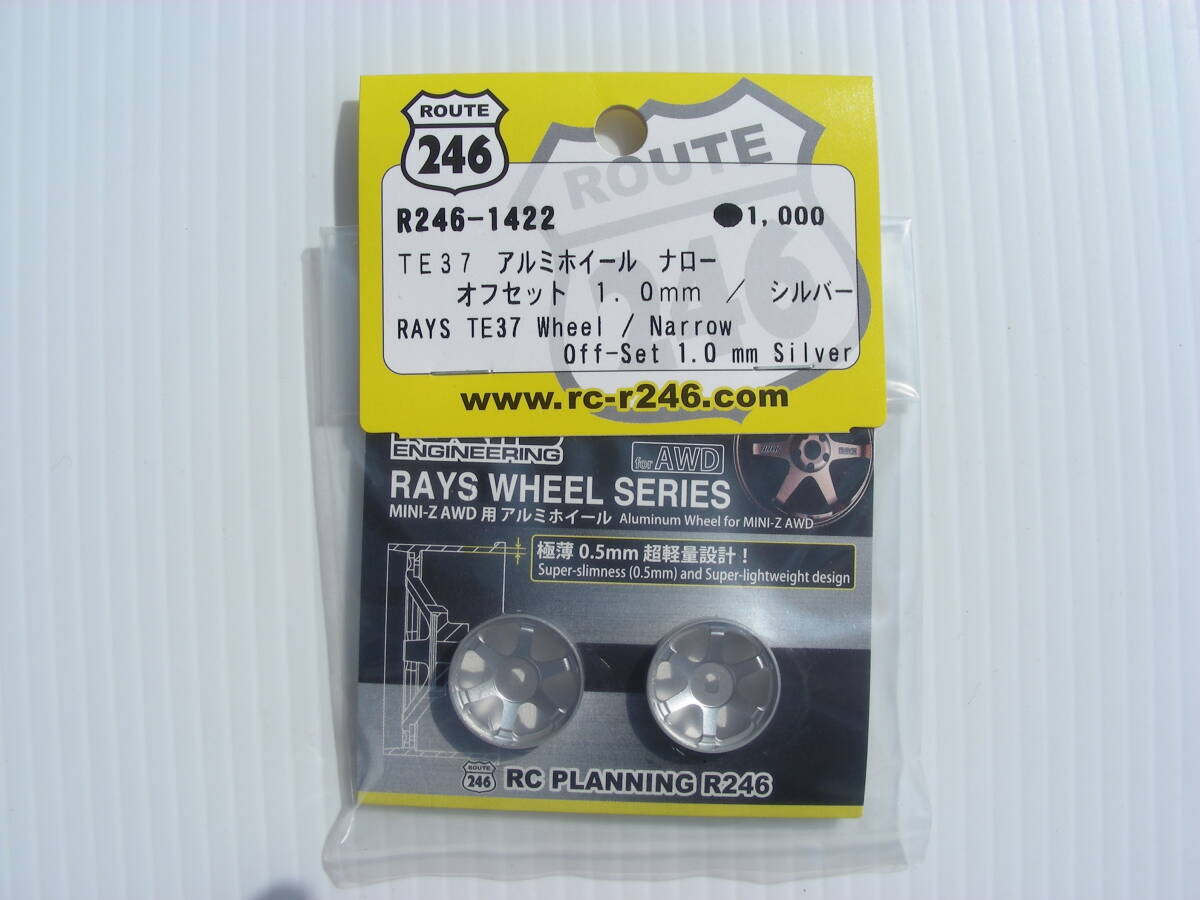 ROUTE
246
ROUTE
246
R246-1422 ●1,000
TE37 アルミホイール ナロー
オフセット 1.0mm / シルバー
RAYS TE37 Wheel / Narrow
Off-Set 1.0 mm Silver
www.rc-r246.com
ENGINEERING
for AWD
RAYS WHEEL SERIES
MINI-Z AWD 用 アルミホイール Aluminum Wheel for MINI-Z AWD
極薄 0.5mm 超軽量設計！
Super-slimness (0.5mm) and Super-lightweight design
ROUTE
246
RC PLANNING R246